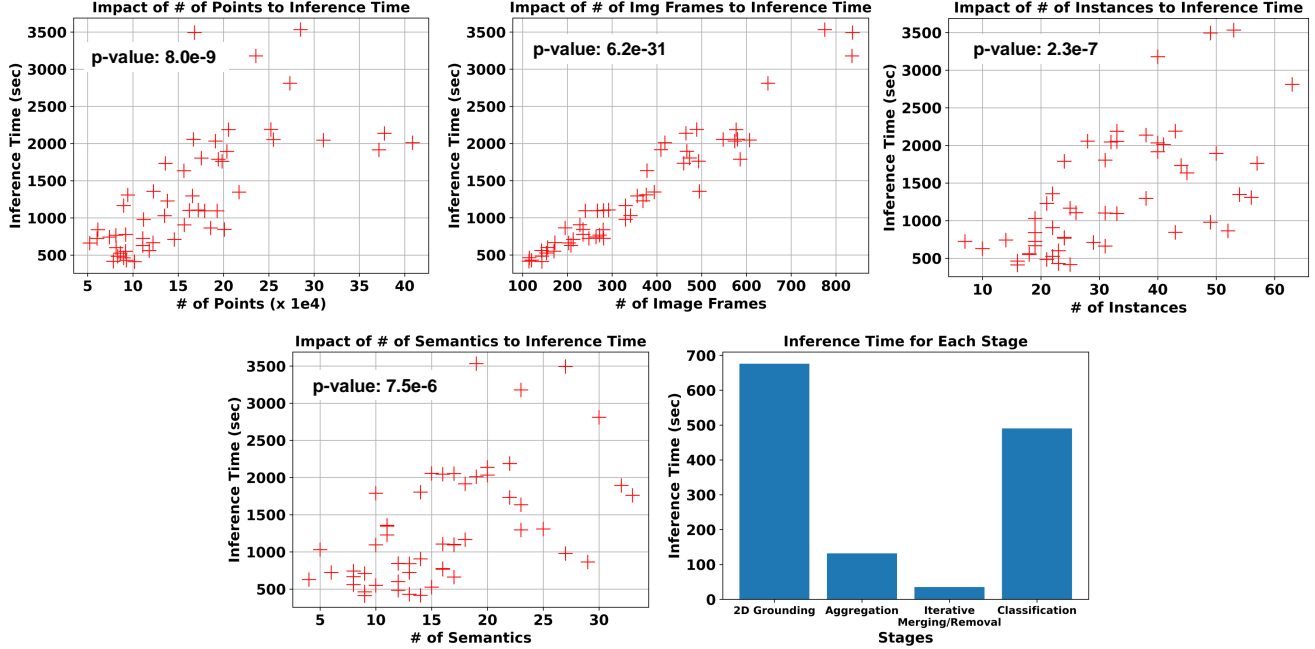 Impact of # of Points to Inference Time
p-value: 8.0e-9
Inference Time (sec)
3500
3000
2500
2000
1500
1000
500
5 10 15 20 25 30 35 40
# of Points (x 1e4)
Impact of # of Img Frames to Inference Time
p-value: 6.2e-31
Inference Time (sec)
3500
3000
2500
2000
1500
1000
500
100 200 300 400 500 600 700 800
# of Image Frames
Impact of # of Instances to Inference Time
p-value: 2.3e-7
Inference Time (sec)
3500
3000
2500
2000
1500
1000
500
10 20 30 40 50 60
# of Instances
Impact of # of Semantics to Inference Time
p-value: 7.5e-6
Inference Time (sec)
3500
3000
2500
2000
1500
1000
500
5 10 15 20 25 30
# of Semantics
Inference Time for Each Stage
Inference Time (sec)
700
600
500
400
300
200
100
0
2D Grounding Aggregation Iterative Classification
Merging/Removal
Stages